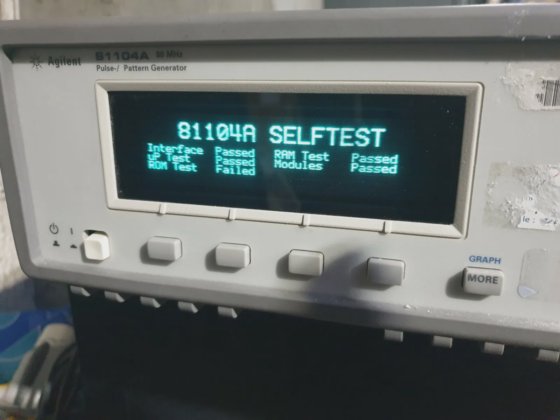 Agilent 81104A 80 MHz
Pulse-/ Pattern Generator
81104A SELFTEST
Interface Passed RAM Test Passed
uP Test Passed Modules Passed
ROM Test Failed
GRAPH
MORE